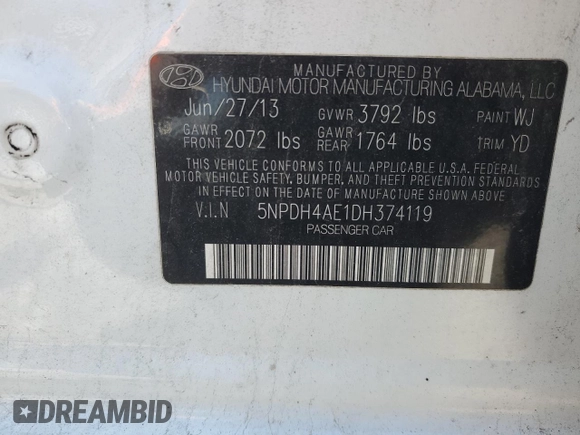 MANUFACTURED BY
HYUNDAI MOTOR MANUFACTURING ALABAMA, LLC
Jun/27/13 GVWR 3792 lbs PAINT WJ
GAWR FRONT 2072 lbs GAWR REAR 1764 lbs TRIM YD
THIS VEHICLE CONFORMS TO ALL APPLICABLE U.S.A. FEDERAL
MOTOR VEHICLE SAFETY, BUMPER, AND THEFT PREVENTION STANDARDS
IN EFFECT ON THE DATE OF MANUFACTURE SHOWN ABOVE.
V.I.N 5NPDH4AE1DH374119
PASSENGER CAR
DREAMBID